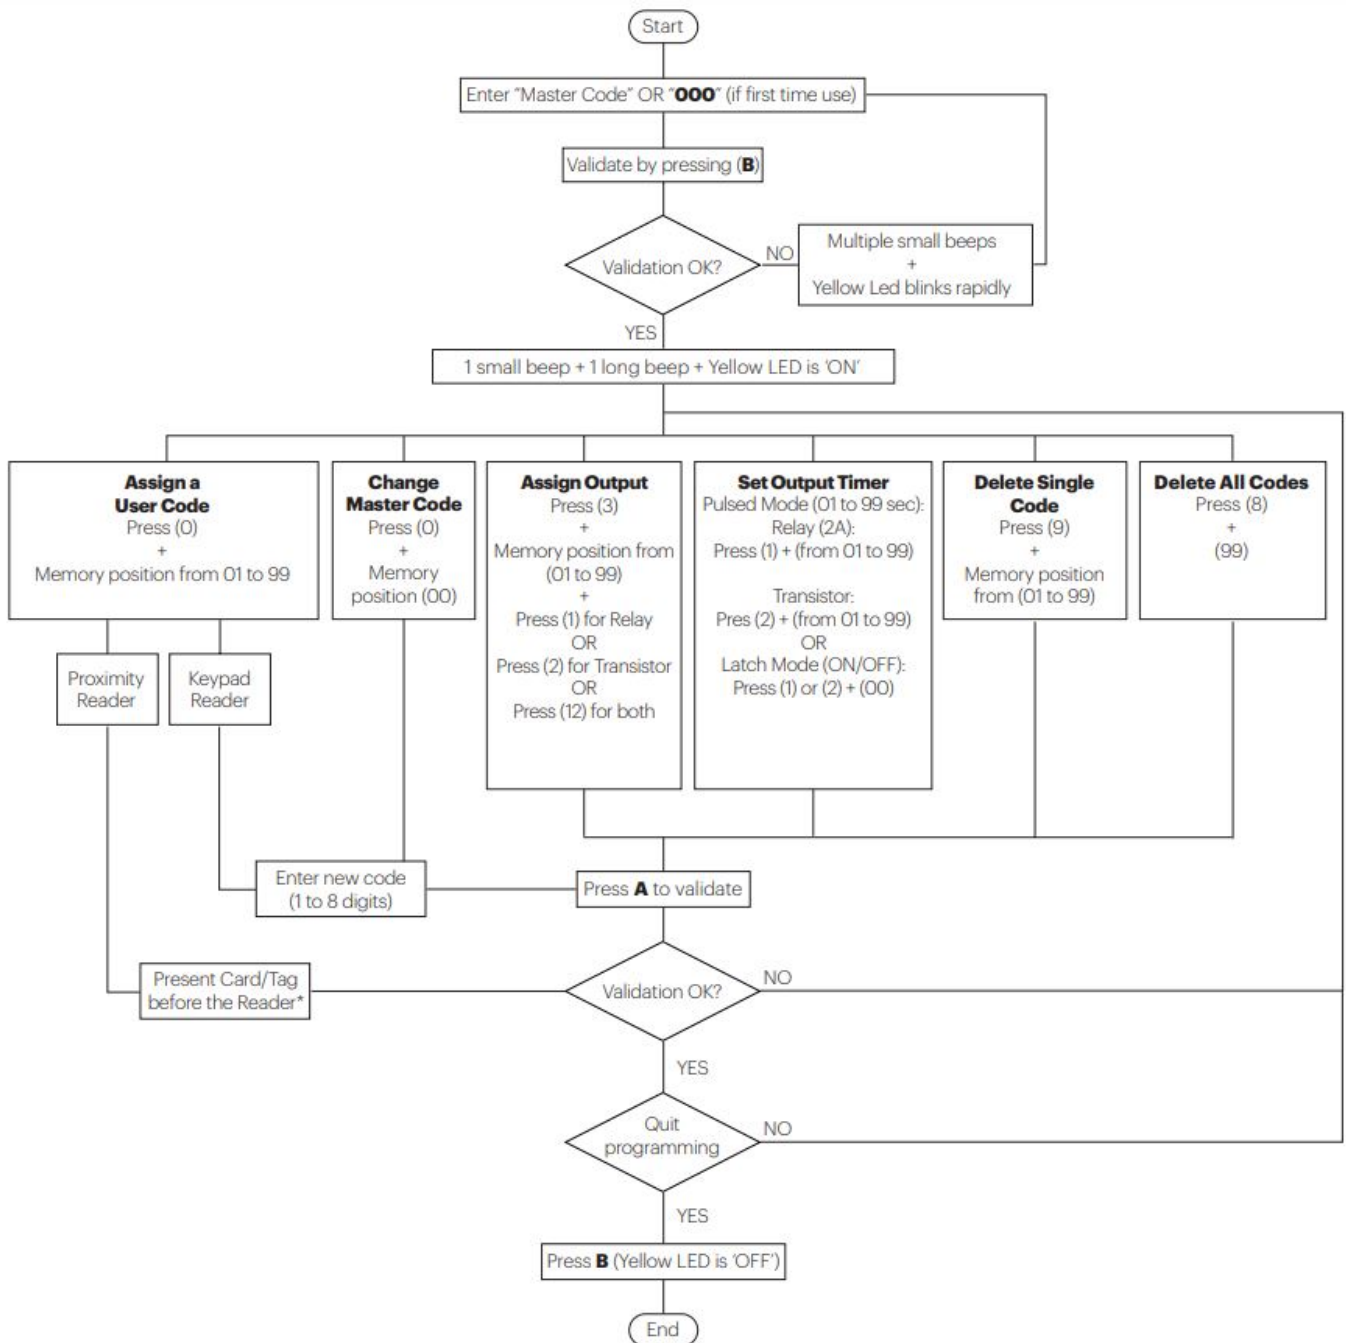 Start
Enter “Master Code” OR “000” (if first time use)
Validate by pressing (B)
Validation OK?
NO
Multiple small beeps
+
Yellow Led blinks rapidly
YES
1 small beep + 1 long beep + Yellow LED is ‘ON’
Assign a
User Code
Press (0)
+
Memory position from 01 to 99
Change
Master Code
Press (0)
+
Memory
position (00)
Assign Output
Press (3)
+
Memory position from
(01 to 99)
+
Press (1) for Relay
OR
Press (2) for Transistor
OR
Press (12) for both
Set Output Timer
Pulsed Mode (01 to 99 sec):
Relay (2A):
Press (1) + (from 01 to 99)
Transistor:
Pres (2) + (from 01 to 99)
OR
Latch Mode (ON/OFF):
Press (1) or (2) + (00)
Delete Single
Code
Press (9)
+
Memory position
from (01 to 99)
Delete All Codes
Press (8)
+
(99)
Proximity
Reader
Keypad
Reader
Enter new code
(1 to 8 digits)
Press A to validate
Present Card/Tag
before the Reader*
Validation OK?
NO
YES
Quit
programming
NO
YES
Press B (Yellow LED is ‘OFF’)
End